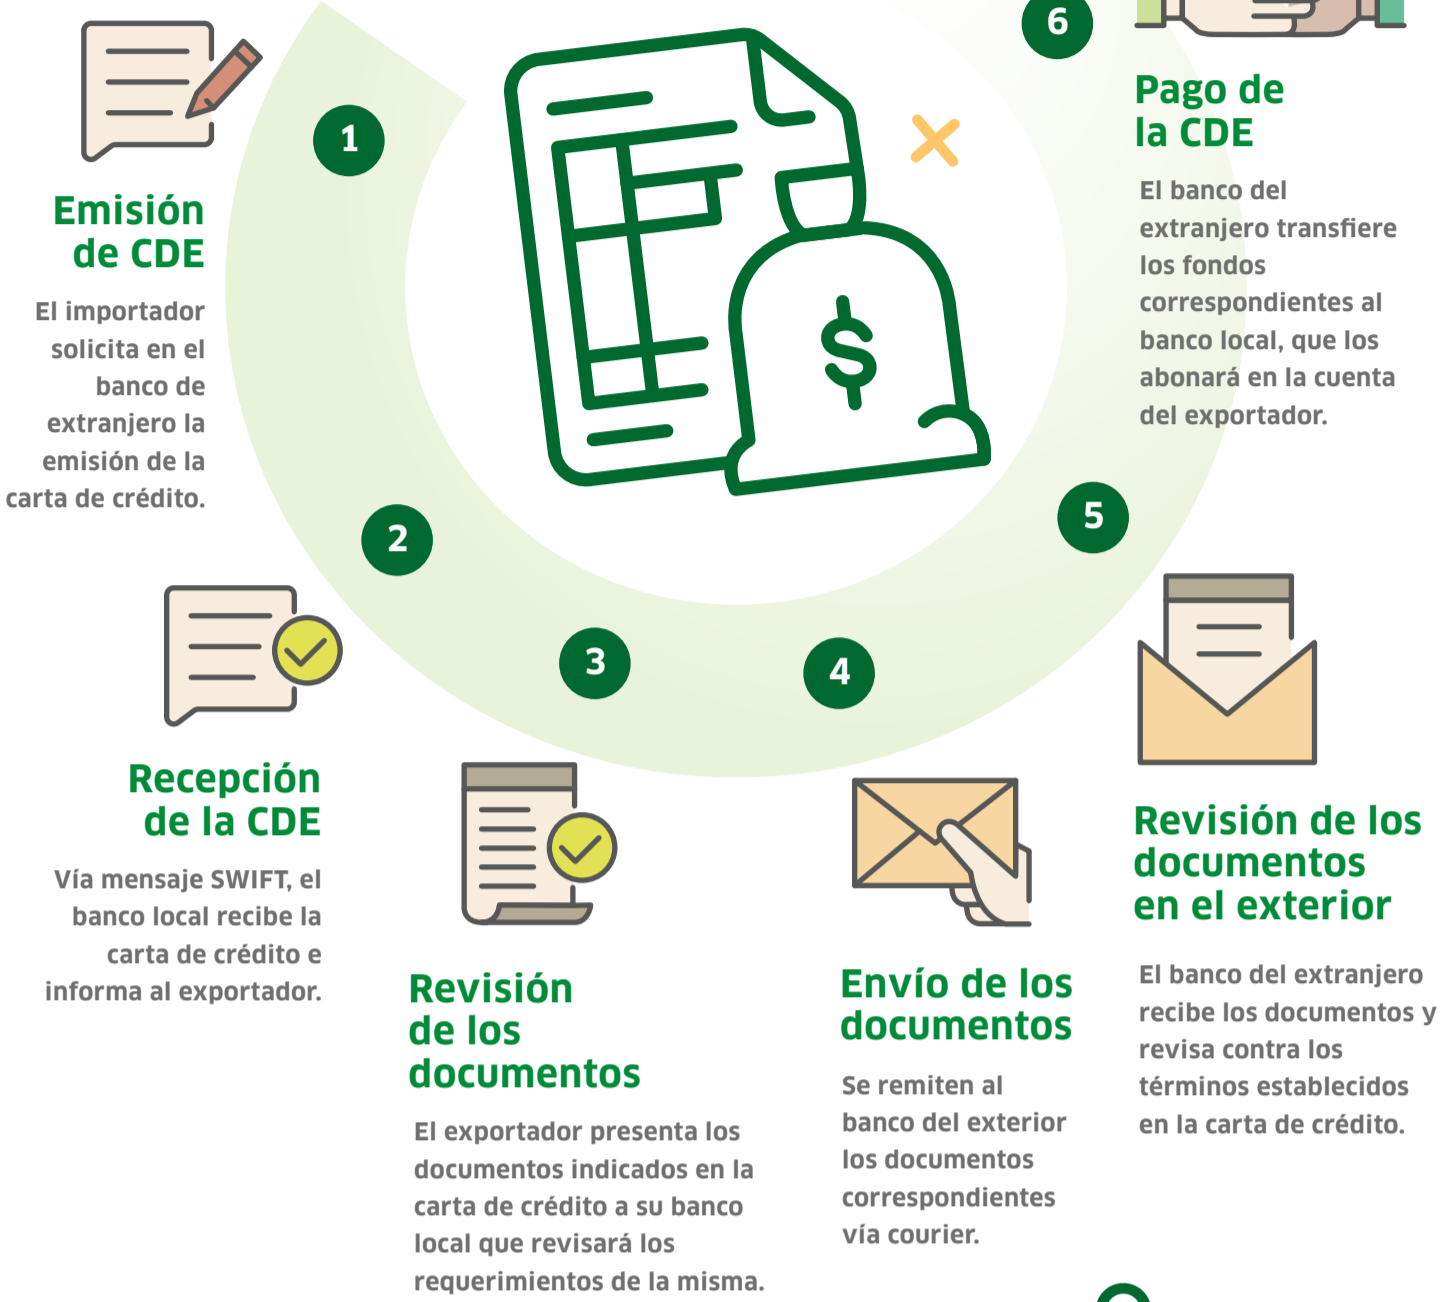 1
Emisión
de CDE
El importador
solicita en el
banco de
extranjero la
emisión de la
carta de crédito.
2
Recepción
de la CDE
Vía mensaje SWIFT, el
banco local recibe la
carta de crédito e
informa al exportador.
3
Revisión
de los
documentos
El exportador presenta los
documentos indicados en la
carta de crédito a su banco
local que revisará los
requerimientos de la misma.
4
Envío de los
documentos
Se remiten al
banco del exterior
los documentos
correspondientes
vía courier.
5
Revisión de los
documentos
en el exterior
El banco del extranjero
recibe los documentos y
revisa contra los
términos establecidos
en la carta de crédito.
6
Pago de
la CDE
El banco del
extranjero transfiere
los fondos
correspondientes al
banco local, que los
abonará en la cuenta
del exportador.
$